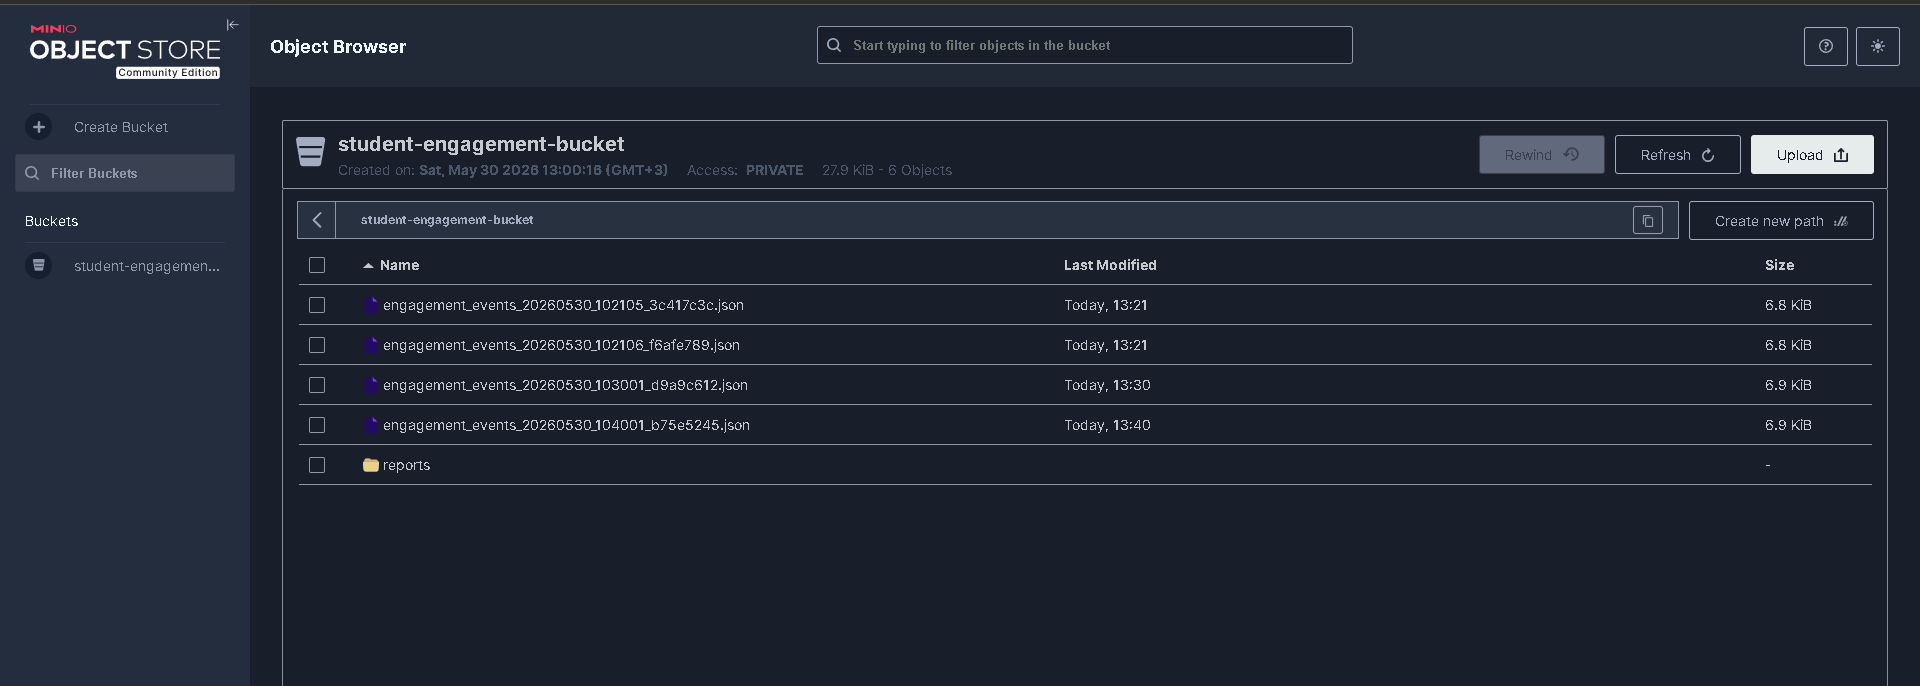 MINIO
OBJECT STORE
Community Edition
Create Bucket
Filter Buckets
Buckets
student-engagemen...
Object Browser
Start typing to filter objects in the bucket
student-engagement-bucket
Created on: Sat, May 30 2026 13:00:16 (GMT+3) Access: PRIVATE 27.9 KiB - 6 Objects
Rewind
Refresh
Upload
student-engagement-bucket
Create new path
Name Last Modified Size
engagement_events_20260530_102105_3c417c3c.json Today, 13:21 6.8 KiB
engagement_events_20260530_102106_f6afe789.json Today, 13:21 6.8 KiB
engagement_events_20260530_103001_d9a9c612.json Today, 13:30 6.9 KiB
engagement_events_20260530_104001_b75e5245.json Today, 13:40 6.9 KiB
reports -